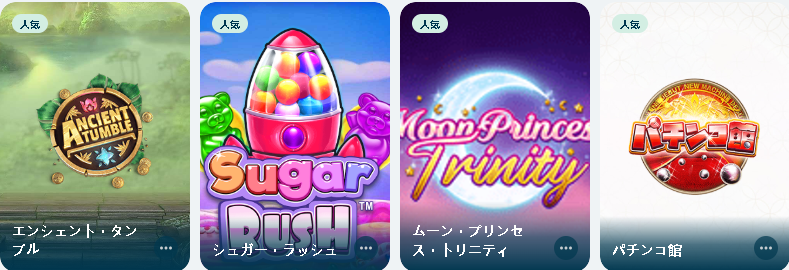 人気
ANCIENT
TUMBLE
エンシェント・タン
ブル
人気
Sugar
RUSH™
シュガー・ラッシュ
人気
Moon Princess
Trinity
ムーン・プリンセ
ス・トリニティ
人気
DEBUT NEW MACHINE
パチンコ館
パチンコ館